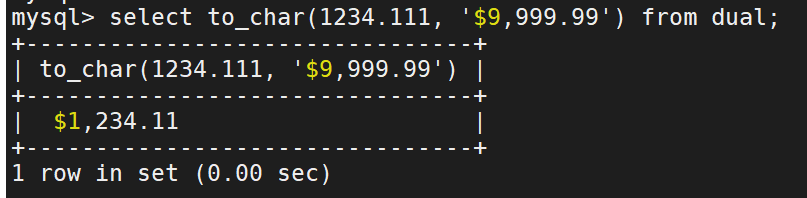 mysql> select to_char(1234.111, '$9,999.99') from dual;
+--------------------------------+
| to_char(1234.111, '$9,999.99') |
+--------------------------------+
|  $1,234.11                     |
+--------------------------------+
1 row in set (0.00 sec)